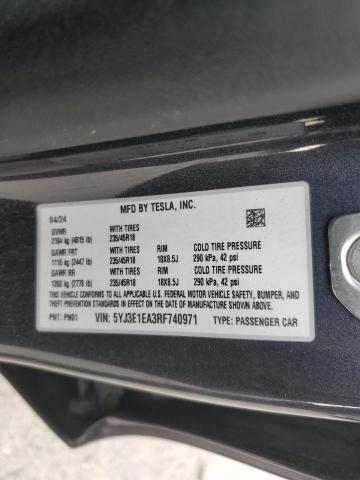 MFD BY TESLA, INC.
04/24
GVWR WITH TIRES
2184 kg (4815 lb) 235/45R18
GAWR FRT WITH TIRES RIM COLD TIRE PRESSURE
1110 kg (2447 lb) 235/45R18 18X8.5J 290 kPa, 42 psi
GAWR RR WITH TIRES RIM COLD TIRE PRESSURE
1260 kg (2778 lb) 235/45R18 18X8.5J 290 kPa, 42 psi
THIS VEHICLE CONFORMS TO ALL APPLICABLE FEDERAL MOTOR VEHICLE SAFETY, BUMPER, AND
THEFT PREVENTION STANDARDS IN EFFECT ON THE DATE OF MANUFACTURE SHOWN ABOVE.
PNT: PN01 VIN: 5YJ3E1EA3RF740971 TYPE: PASSENGER CAR